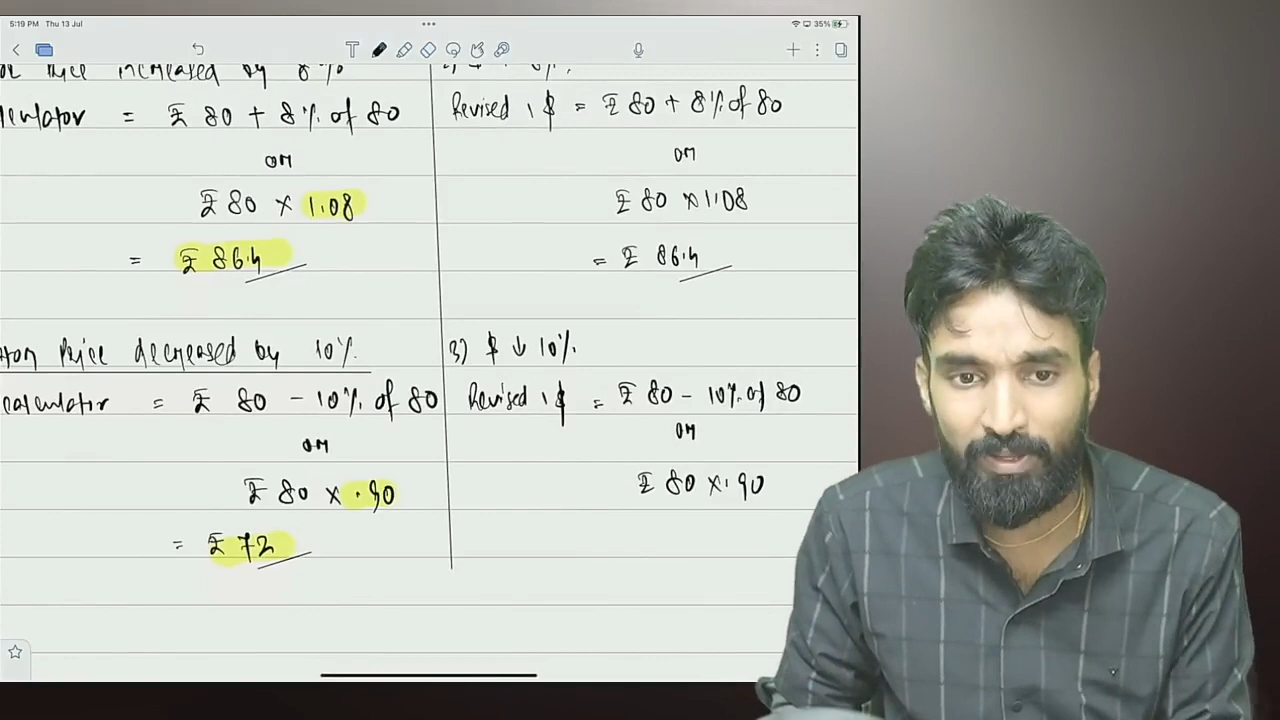 5:19 PM Thu 13 Jul
35%
Price increased by 8%
= ₹ 80 + 8% of 80
or
₹ 80 × 1.08
= ₹ 86.4
Price decreased by 10%
calculator = ₹ 80 - 10% of 80
or
₹ 80 × .90
= ₹ 72
Revised 1$ = ₹ 80 + 8% of 80
or
₹ 80 × 1.08
= ₹ 86.4
3) $ ↓ 10%
Revised 1$ = ₹ 80 - 10% of 80
or
₹ 80 × .90